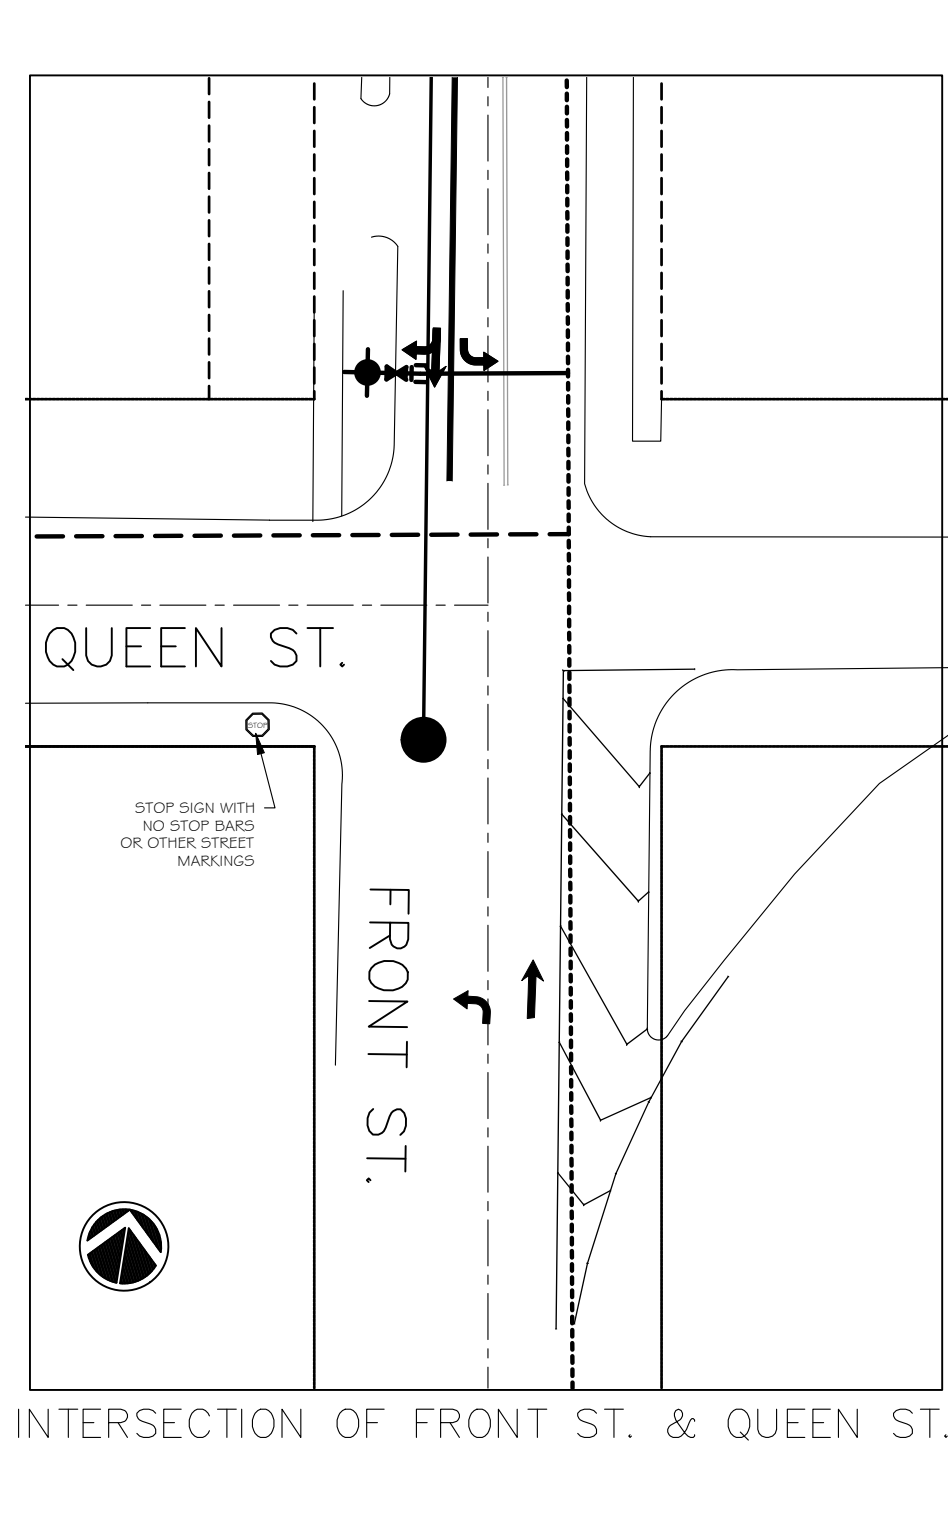 QUEEN ST.
STOP
STOP SIGN WITH
NO STOP BARS
OR OTHER STREET
MARKINGS
FRONT ST.
INTERSECTION OF FRONT ST. & QUEEN ST.